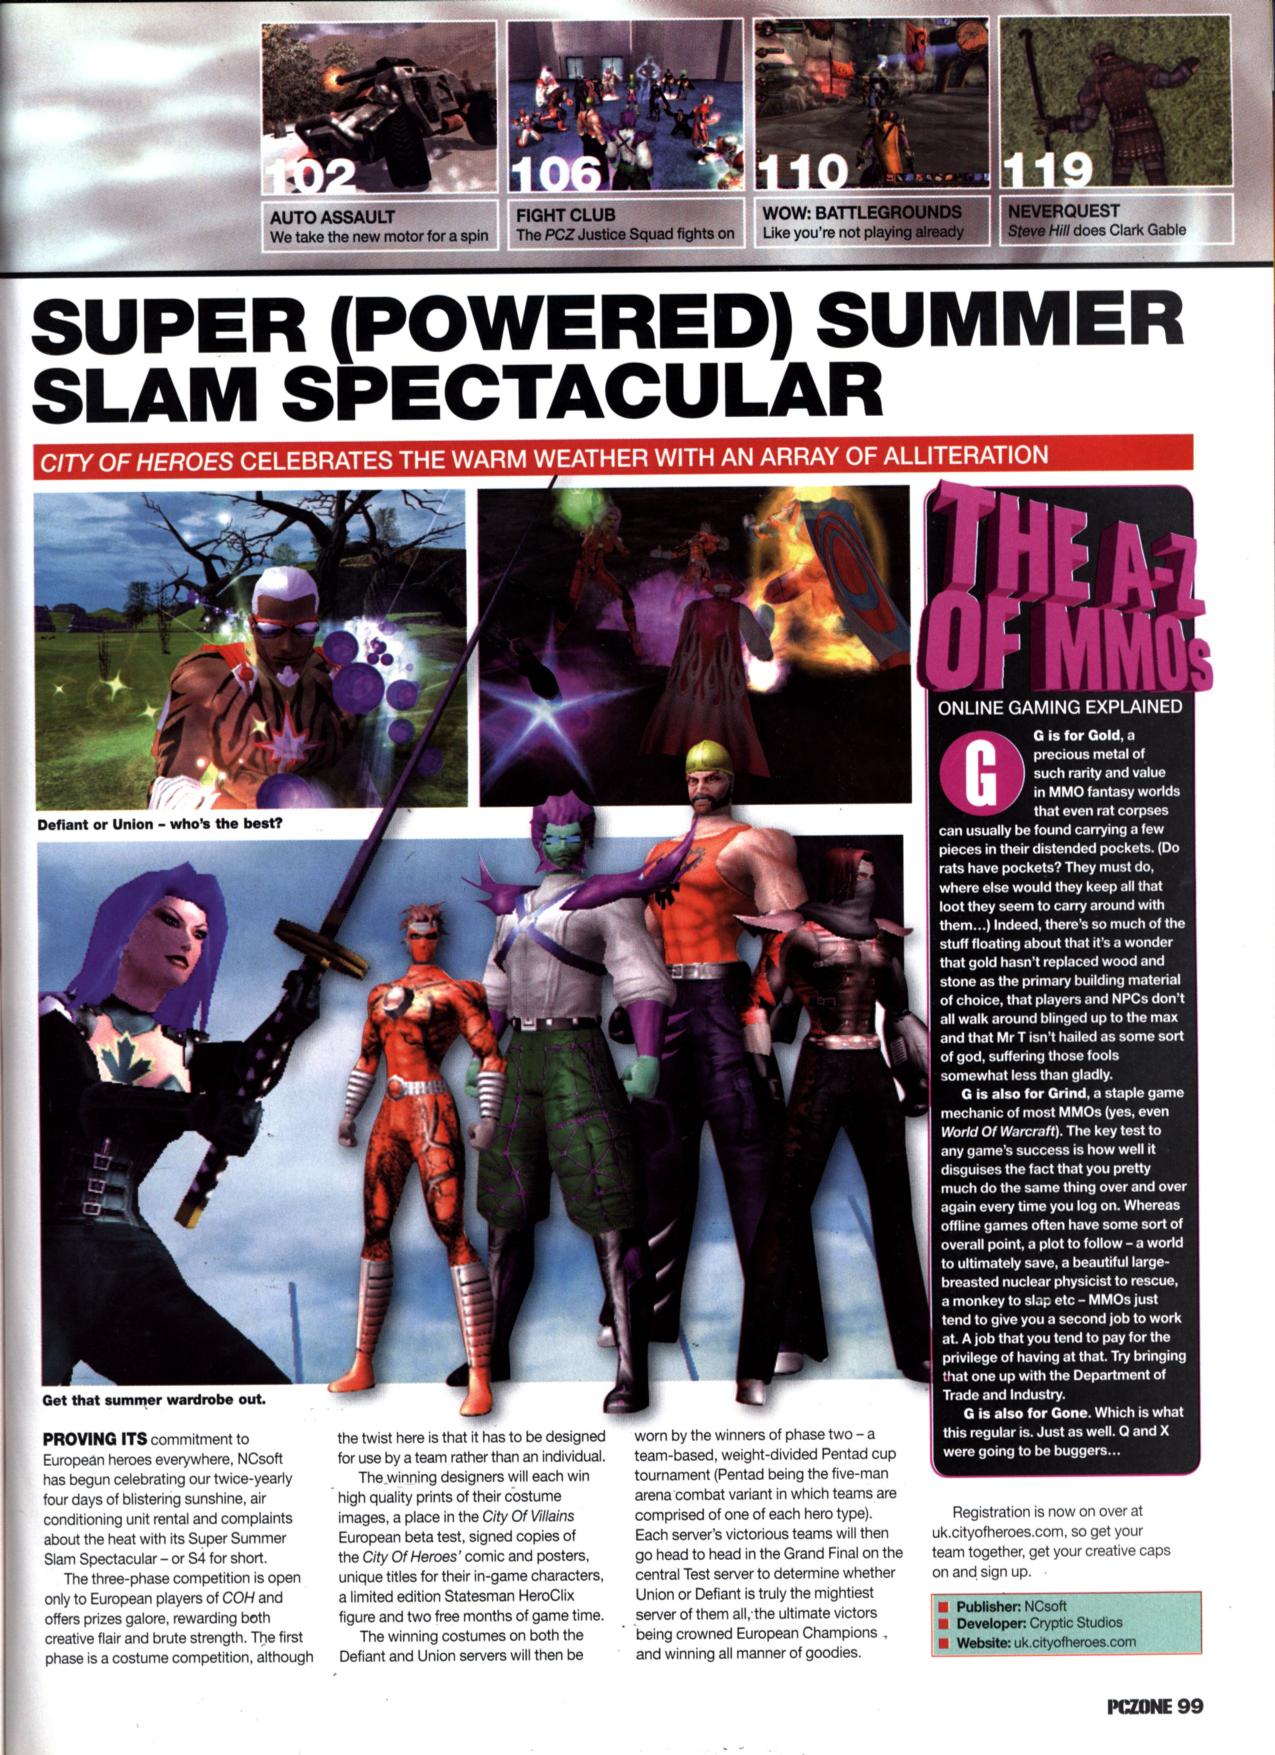 102
AUTO ASSAULT
We take the new motor for a spin
106
FIGHT CLUB
The PCZ Justice Squad fights on
110
WOW: BATTLEGROUNDS
Like you're not playing already
119
NEVERQUEST
Steve Hill does Clark Gable
SUPER (POWERED) SUMMER
SLAM SPECTACULAR
CITY OF HEROES CELEBRATES THE WARM WEATHER WITH AN ARRAY OF ALLITERATION
Defiant or Union – who's the best?
Get that summer wardrobe out.
PROVING ITS commitment to
European heroes everywhere, NCsoft
has begun celebrating our twice-yearly
four days of blistering sunshine, air
conditioning unit rental and complaints
about the heat with its Super Summer
Slam Spectacular – or S4 for short.
The three-phase competition is open
only to European players of COH and
offers prizes galore, rewarding both
creative flair and brute strength. The first
phase is a costume competition, although
the twist here is that it has to be designed
for use by a team rather than an individual.
The winning designers will each win
high quality prints of their costume
images, a place in the City Of Villains
European beta test, signed copies of
the City Of Heroes' comic and posters,
unique titles for their in-game characters,
a limited edition Statesman HeroClix
figure and two free months of game time.
The winning costumes on both the
Defiant and Union servers will then be
worn by the winners of phase two – a
team-based, weight-divided Pentad cup
tournament (Pentad being the five-man
arena combat variant in which teams are
comprised of one of each hero type).
Each server's victorious teams will then
go head to head in the Grand Final on the
central Test server to determine whether
Union or Defiant is truly the mightiest
server of them all, the ultimate victors
being crowned European Champions
and winning all manner of goodies.
Registration is now on over at
uk.cityofheroes.com, so get your
team together, get your creative caps
on and sign up.
Publisher: NCsoft
Developer: Cryptic Studios
Website: uk.cityofheroes.com
THE A-Z
OF MMOs
ONLINE GAMING EXPLAINED
G
G is for Gold, a
precious metal of
such rarity and value
in MMO fantasy worlds
that even rat corpses
can usually be found carrying a few
pieces in their distended pockets. (Do
rats have pockets? They must do,
where else would they keep all that
loot they seem to carry around with
them...) Indeed, there's so much of the
stuff floating about that it's a wonder
that gold hasn't replaced wood and
stone as the primary building material
of choice, that players and NPCs don't
all walk around blinged up to the max
and that Mr T isn't hailed as some sort
of god, suffering those fools
somewhat less than gladly.
G is also for Grind, a staple game
mechanic of most MMOs (yes, even
World Of Warcraft). The key test to
any game's success is how well it
disguises the fact that you pretty
much do the same thing over and over
again every time you log on. Whereas
offline games often have some sort of
overall point, a plot to follow – a world
to ultimately save, a beautiful large-
breasted nuclear physicist to rescue,
a monkey to slap etc – MMOs just
tend to give you a second job to work
at. A job that you tend to pay for the
privilege of having at that. Try bringing
that one up with the Department of
Trade and Industry.
G is also for Gone. Which is what
this regular is. Just as well. Q and X
were going to be buggers...
PCZONE 99